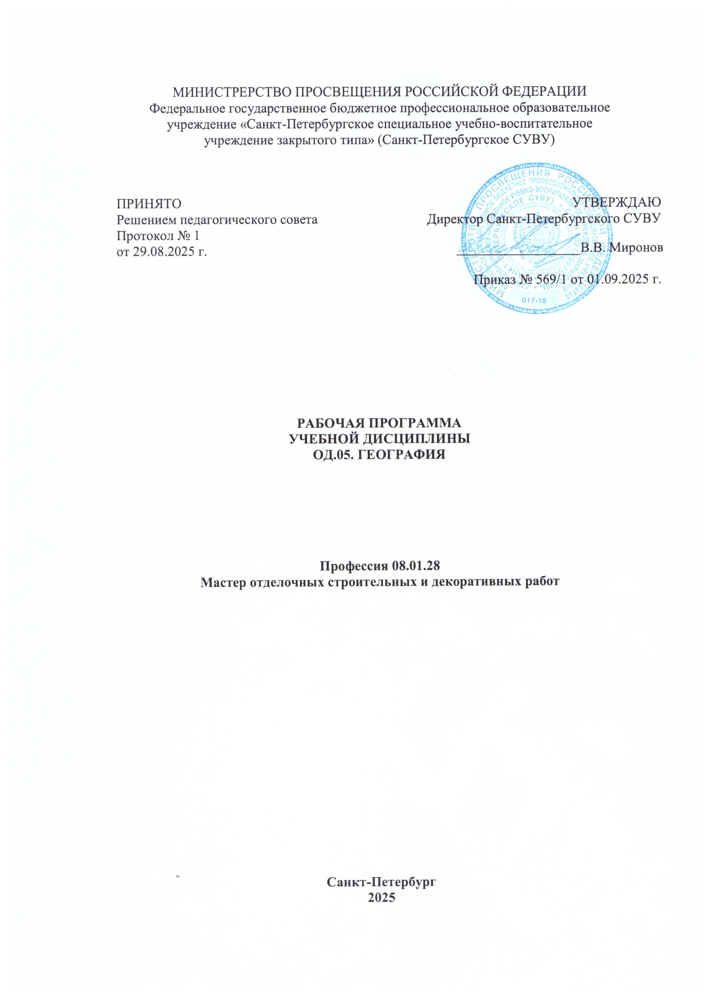 МИНИСТРЕРСТВО ПРОСВЕЩЕНИЯ РОССИЙСКОЙ ФЕДЕРАЦИИ
Федеральное государственное бюджетное профессиональное образовательное
учреждение «Санкт-Петербургское специальное учебно-воспитательное
учреждение закрытого типа» (Санкт-Петербургское СУВУ)
ПРИНЯТО
Решением педагогического совета
Протокол № 1
от 29.08.2025 г.
УТВЕРЖДАЮ
Директор Санкт-Петербургского СУВУ
В.В. Миронов
Приказ № 569/1 от 01.09.2025 г.
017-18
РАБОЧАЯ ПРОГРАММА
УЧЕБНОЙ ДИСЦИПЛИНЫ
ОД.05. ГЕОГРАФИЯ
Профессия 08.01.28
Мастер отделочных строительных и декоративных работ
Санкт-Петербург
2025